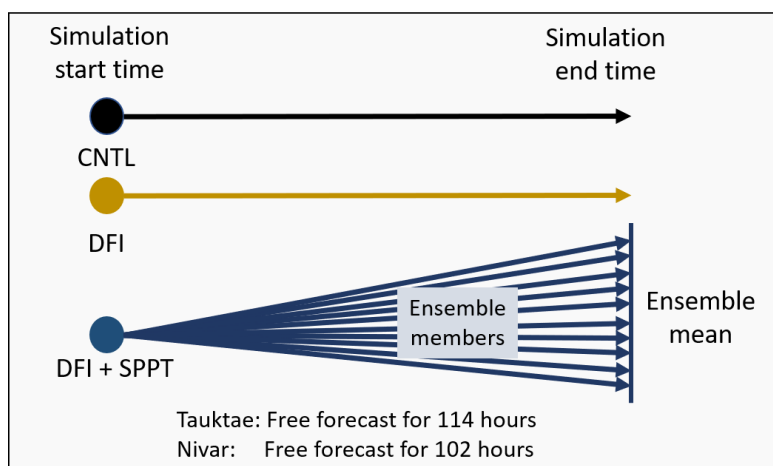 Simulation
start time
Simulation
end time
CNTL
DFI
Ensemble
members
Ensemble
mean
DFI + SPPT
Tauktae: Free forecast for 114 hours
Nivar: Free forecast for 102 hours